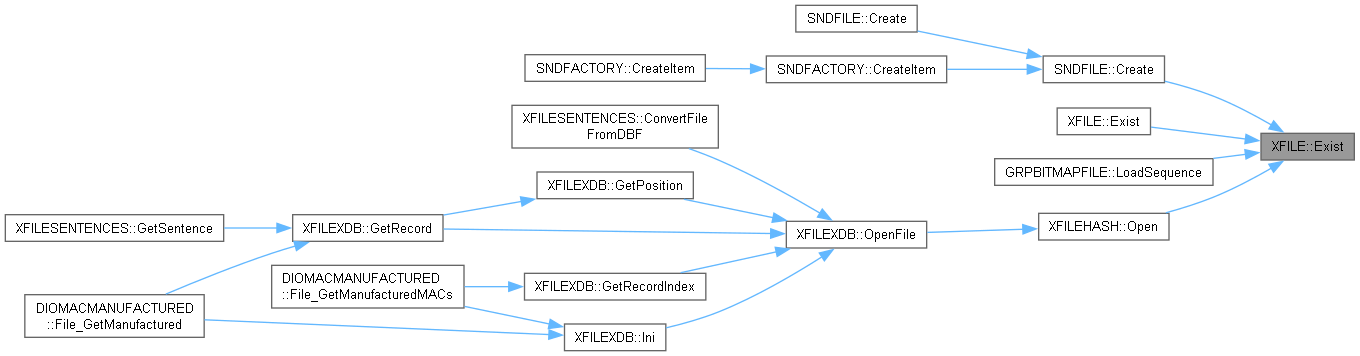 SNDFILE::Create
SNDFACTORY::CreateItem
SNDFACTORY::CreateItem
SNDFILE::Create
XFILESENTENCES::ConvertFile
FromDBF
XFILE::Exist
XFILE::Exist
GRPBITMAPFILE::LoadSequence
XFILEXDB::GetPosition
XFILESENTENCES::GetSentence
XFILEXDB::GetRecord
XFILEXDB::OpenFile
XFILEHASH::Open
DIOMACMANUFACTURED
::File_GetManufacturedMACs
XFILEXDB::GetRecordIndex
DIOMACMANUFACTURED
::File_GetManufactured
XFILEXDB::Ini